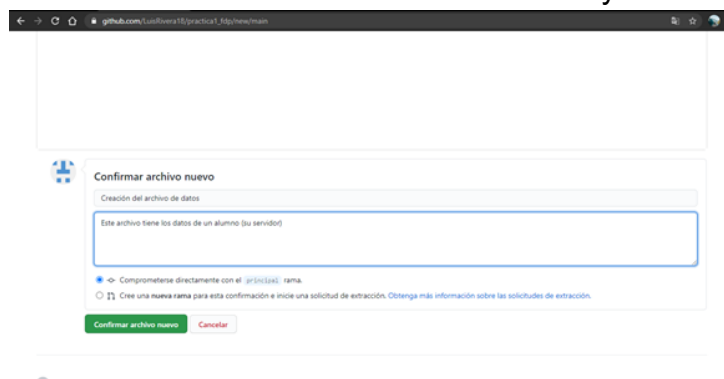 y
github.com/LuisRivera18/practica1_fdp/new/main
Confirmar archivo nuevo
Creación del archivo de datos
Este archivo tiene los datos de un alumno (su servidor)
Comprometerse directamente con el principal rama.
Cree una nueva rama para esta confirmación e inicie una solicitud de extracción. Obtenga más información sobre las solicitudes de extracción.
Confirmar archivo nuevo Cancelar